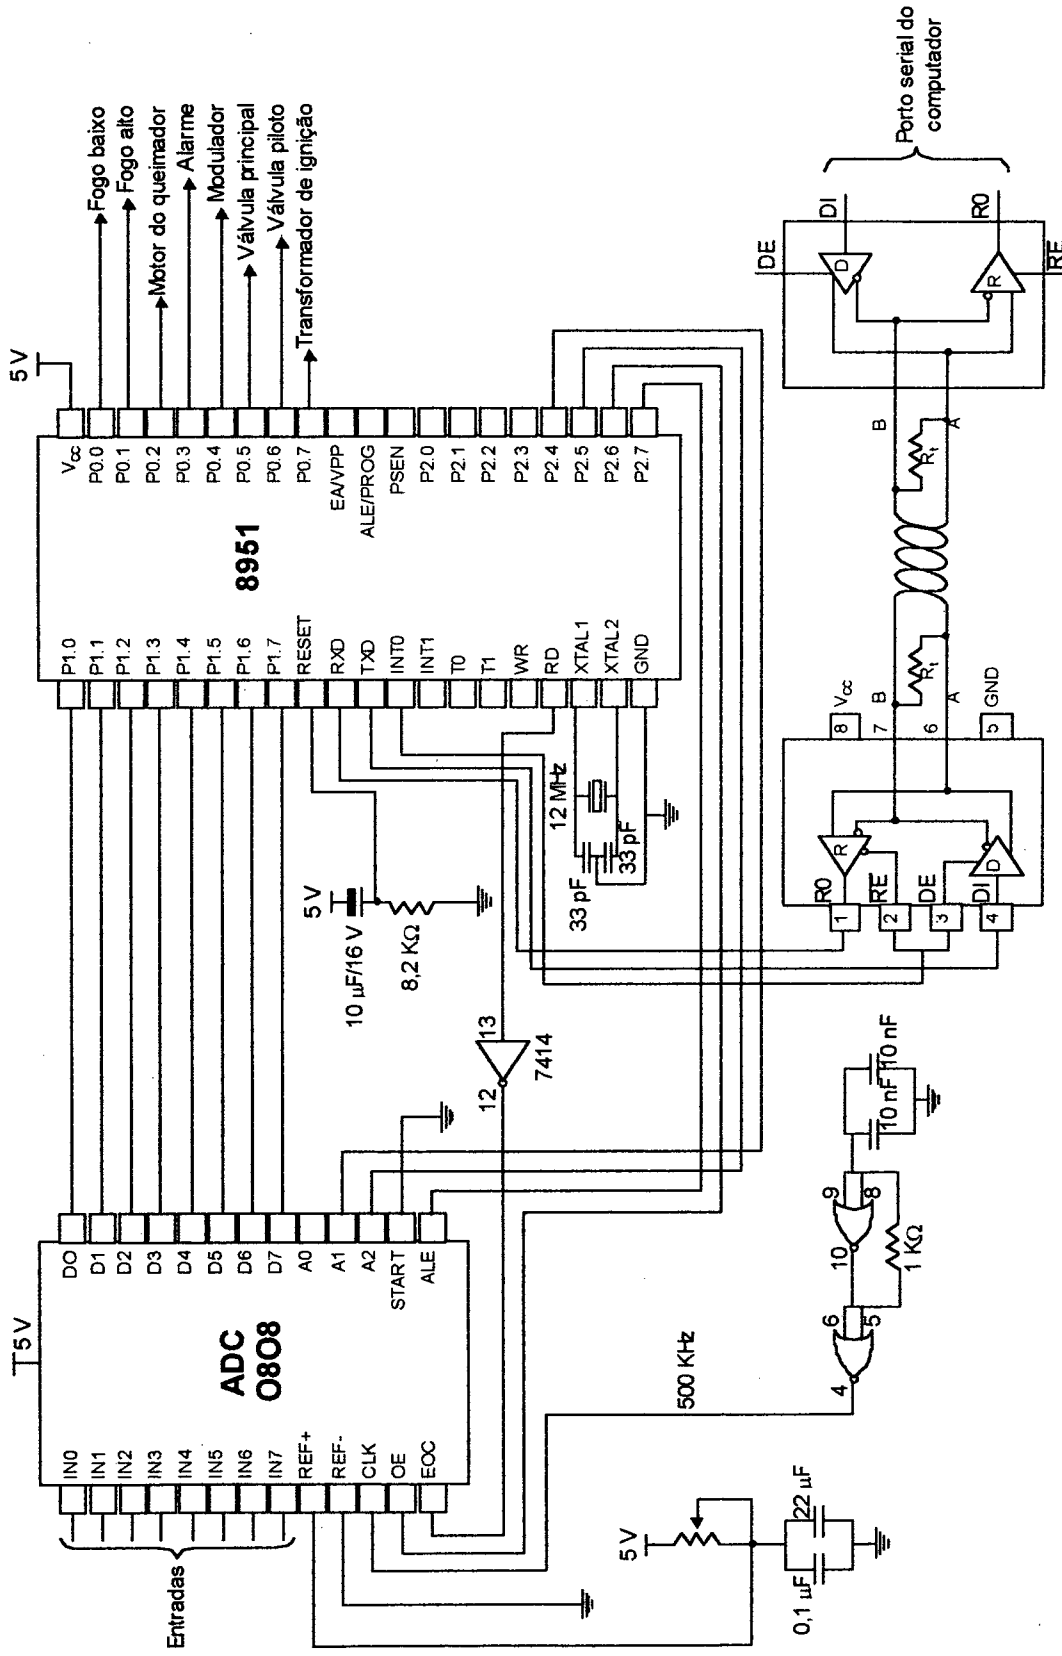 5 V
ADC
O8O8
IN0
IN1
IN2
IN3
IN4
IN5
IN6
IN7
REF+
REF-
CLK
OE
EOC
Entradas
DO
D1
D2
D3
D4
D5
D6
D7
A0
A1
A2
START
ALE
5 V
8951
P1.0
P1.1
P1.2
P1.3
P1.4
P1.5
P1.6
P1.7
RESET
RXD
TXD
INT0
INT1
T0
T1
WR
RD
XTAL1
XTAL2
GND
Vcc
P0.0
P0.1
P0.2
P0.3
P0.4
P0.5
P0.6
P0.7
EA/VPP
ALE/PROG
PSEN
P2.0
P2.1
P2.2
P2.3
P2.4
P2.5
P2.6
P2.7
Fogo baixo
Fogo alto
Motor do queimador
Alarme
Modulador
Válvula principal
Válvula piloto
Transformador de ignição
5 V
10 µF/16 V
8,2 KΩ
12
13
7414
12 MHz
33 pF
33 pF
5 V
0,1 µF
22 µF
500 KHz
4
6
5
10
9
8
1 KΩ
10 nF
10 nF
R0
RE
DE
DI
1
2
3
4
R
D
8
Vcc
7
B
6
A
5
GND
Rt
Rt
B
A
DE
DI
D
R
R0
RE
Porto serial do
computador